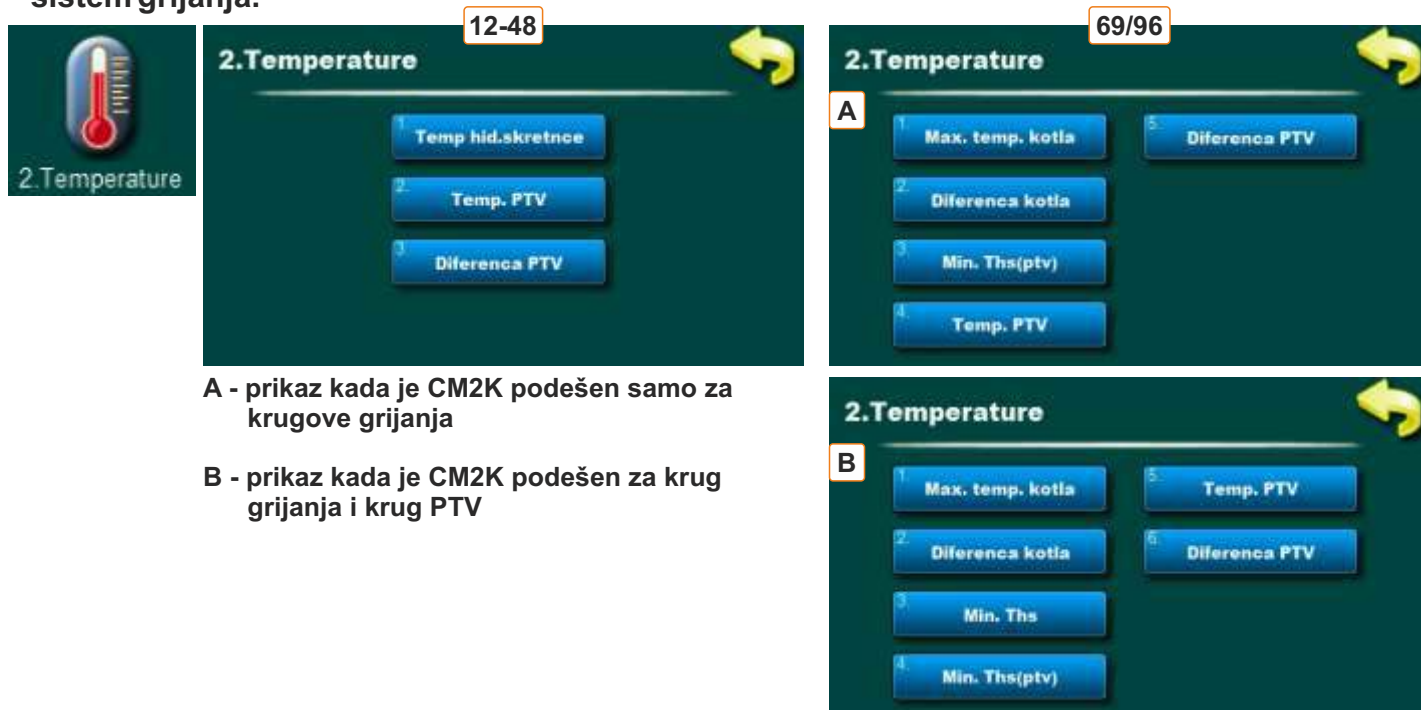 sistem grijanja.
2.Temperature
12-48
2.Temperature
1. Temp hid.skretnce
2. Temp. PTV
3. Diferenca PTV
A - prikaz kada je CM2K podešen samo za
krugove grijanja
B - prikaz kada je CM2K podešen za krug
grijanja i krug PTV
69/96
2.Temperature
A
1. Max. temp. kotla
2. Diferenca kotla
3. Min. Ths(ptv)
4. Temp. PTV
5. Diferenca PTV
2.Temperature
B
1. Max. temp. kotla
2. Diferenca kotla
3. Min. Ths
4. Min. Ths(ptv)
5. Temp. PTV
6. Diferenca PTV